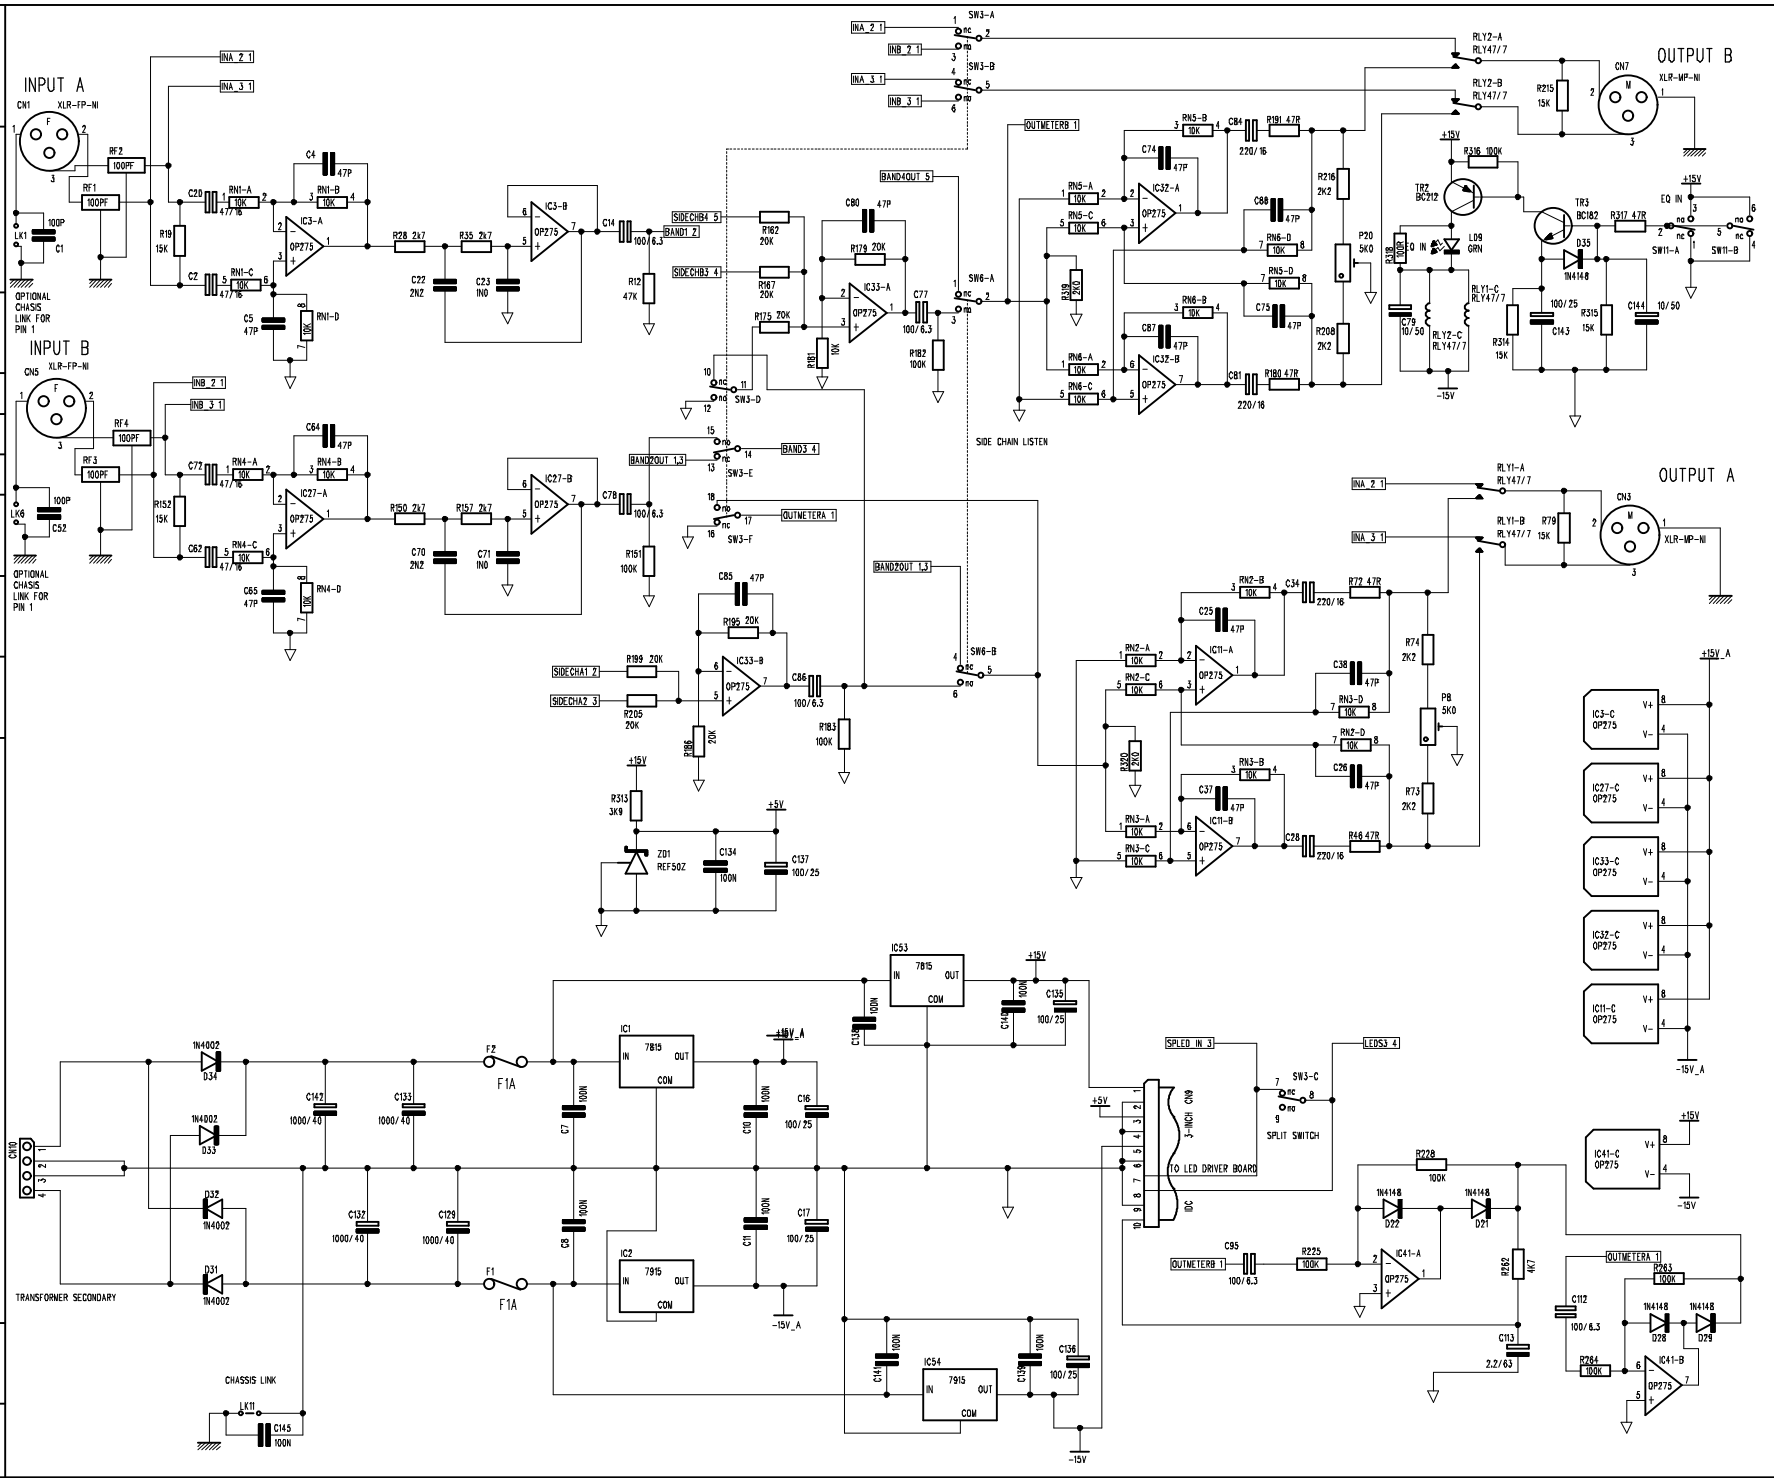 INPUT A
CN1
XLR-FP-NI
F
1
2
3
RF2
100PF
RF1
100PF
LK1
100P
C1
OPTIONAL
CHASIS
LINK FOR
PIN 1
INA_2 1
INA_3 1
R19
15K
C20
47/16
RN1-A
10K
C2
47/16
RN1-C
10K
C4
47P
RN1-B
10K
IC3-A
OP275
C5
47P
RN1-D
10K
R28 2k7
R35 2k7
C22
2N2
C23
1N0
IC3-B
OP275
C14
100/6.3
R12
47K
BAND1 2
SIDECHB4 5
SIDECHB3 4
R162
20K
R167
20K
R175 20K
C80
47P
R179 20K
IC33-A
OP275
R181
10K
C77
100/6.3
R182
100K
INA_2 1
INB_2 1
INA_3 1
INB_3 1
SW3-A
SW3-B
nc
no
BAND4OUT 5
SW6-A
OUTMETERB 1
R319
2K0
RN5-A
10K
RN5-C
10K
RN5-B
10K
C74
47P
IC32-A
OP275
C84
220/16
R191 47R
C88
47P
RN6-D
10K
RN5-D
10K
C75
47P
RN6-B
10K
C87
47P
IC32-B
OP275
RN6-A
10K
RN6-C
10K
C81
220/16
R180 47R
R216
2K2
P20
5K0
R208
2K2
SIDE CHAIN LISTEN
RLY2-A
RLY47/7
RLY2-B
RLY47/7
R215
15K
OUTPUT B
CN7
XLR-MP-NI
M
+15V
R316 100K
TR2
BC212
TR3
BC182
R317 47R
EQ IN
+15V
SW11-A
SW11-B
R318
100R
EQ IN
LD9
GRN
D35
1N4148
C79
10/50
RLY1-C
RLY47/7
RLY2-C
RLY47/7
R314
15K
100/25
C143
R315
15K
C144
10/50
-15V
INPUT B
CN5
XLR-FP-NI
F
RF4
100PF
RF3
100PF
LK6
100P
C52
OPTIONAL
CHASIS
LINK FOR
PIN 1
INB_2 1
INB_3 1
R152
15K
C72
47/16
RN4-A
10K
C62
47/16
RN4-C
10K
C64
47P
RN4-B
10K
IC27-A
OP275
C65
47P
RN4-D
10K
R150 2k7
R157 2k7
C70
2N2
C71
1N0
IC27-B
OP275
C78
100/6.3
R151
100K
SW3-D
BAND2OUT 1,3
BAND3 4
SW3-E
OUTMETERA 1
SW3-F
BAND2OUT 1,3
SW6-B
SIDECHA1 2
SIDECHA2 3
R199 20K
R205
20K
C85
47P
R195 20K
IC33-B
OP275
R186
20K
C86
100/6.3
R183
100K
INA_2 1
INA_3 1
RLY1-A
RLY47/7
RLY1-B
RLY47/7
R79
15K
OUTPUT A
CN3
XLR-MP-NI
M
RN2-A
10K
RN2-C
10K
RN2-B
10K
C25
47P
IC11-A
OP275
C34
220/16
R72 47R
C38
47P
RN3-D
10K
RN2-D
10K
C26
47P
RN3-B
10K
C37
47P
IC11-B
OP275
RN3-A
10K
RN3-C
10K
R320
2K0
C28
220/16
R46 47R
R74
2K2
P8
5K0
R73
2K2
+15V
R313
3K9
ZD1
REF50Z
C134
100N
+5V
C137
100/25
+15V_A
IC3-C
OP275
V+
V-
IC27-C
OP275
V+
V-
IC33-C
OP275
V+
V-
IC32-C
OP275
V+
V-
IC11-C
OP275
V+
V-
-15V_A
IC41-C
OP275
V+
V-
+15V
-15V
CN10
TRANSFORMER SECONDARY
1N4002
D34
1N4002
D33
D32
1N4002
D31
1N4002
C142
1000/40
C133
1000/40
C132
1000/40
C129
1000/40
F2
F1A
F1
F1A
C7
100N
C8
100N
IC1
7815
IN
OUT
COM
IC2
7915
IN
OUT
COM
C10
100N
C11
100N
C16
100/25
C17
100/25
+15V_A
-15V_A
IC53
7815
IN
OUT
COM
C138
100N
C140
100N
C135
100/25
+15V
IC54
7915
IN
OUT
COM
C141
100N
C139
100N
C136
100/25
-15V
CHASSIS LINK
LK11
C145
100N
+5V
3-INCH CN9
IDC
TO LED DRIVER BOARD
SPLED IN 3
LEDS3 4
SW3-C
SPLIT SWITCH
OUTMETERB 1
C95
100/6.3
R225
100K
R228
100K
1N4148
D22
1N4148
D21
IC41-A
OP275
R262
4K7
C113
2.2/63
OUTMETERA 1
C112
100/6.3
R264
100K
R263
100K
1N4148
D28
1N4148
D29
IC41-B
OP275